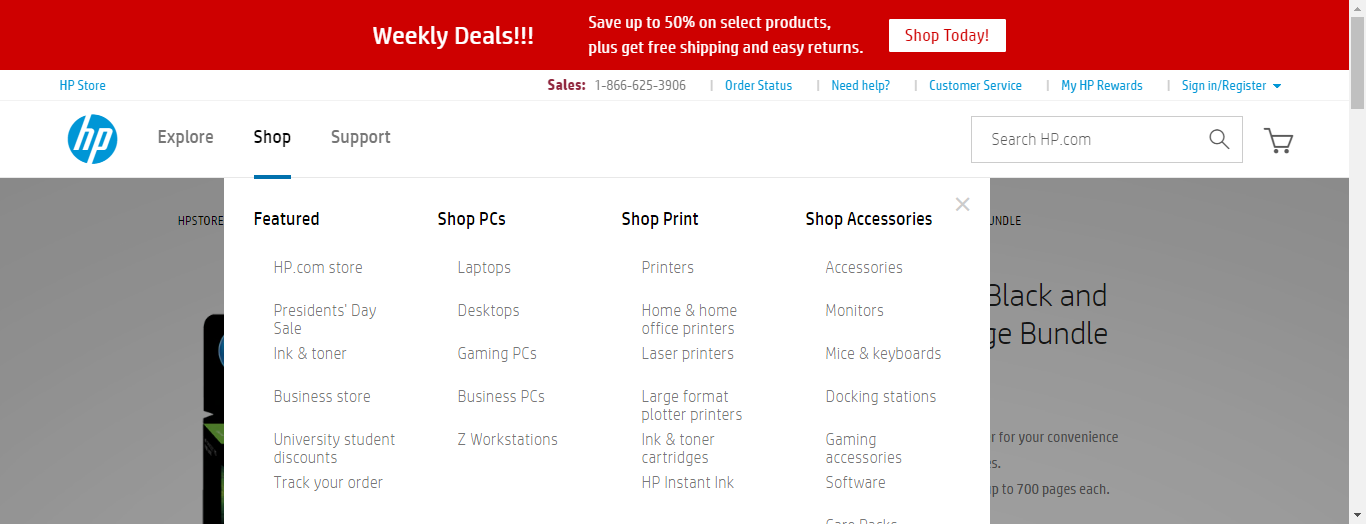 Weekly Deals!!!
Save up to 50% on select products,
plus get free shipping and easy returns.
Shop Today!
HP Store
Sales: 1-866-625-3906
Order Status
Need help?
Customer Service
My HP Rewards
Sign in/Register
hp
Explore
Shop
Support
Search HP.com
HPSTORE
Featured
HP.com store
Presidents' Day
Sale
Ink & toner
Business store
University student
discounts
Track your order
Shop PCs
Laptops
Desktops
Gaming PCs
Business PCs
Z Workstations
Shop Print
Printers
Home & home
office printers
Laser printers
Large format
plotter printers
Ink & toner
cartridges
HP Instant Ink
Shop Accessories
Accessories
Monitors
Mice & keyboards
Docking stations
Gaming
accessories
Software
Care Packs
Black and
Bundle
for your convenience
to 700 pages each.